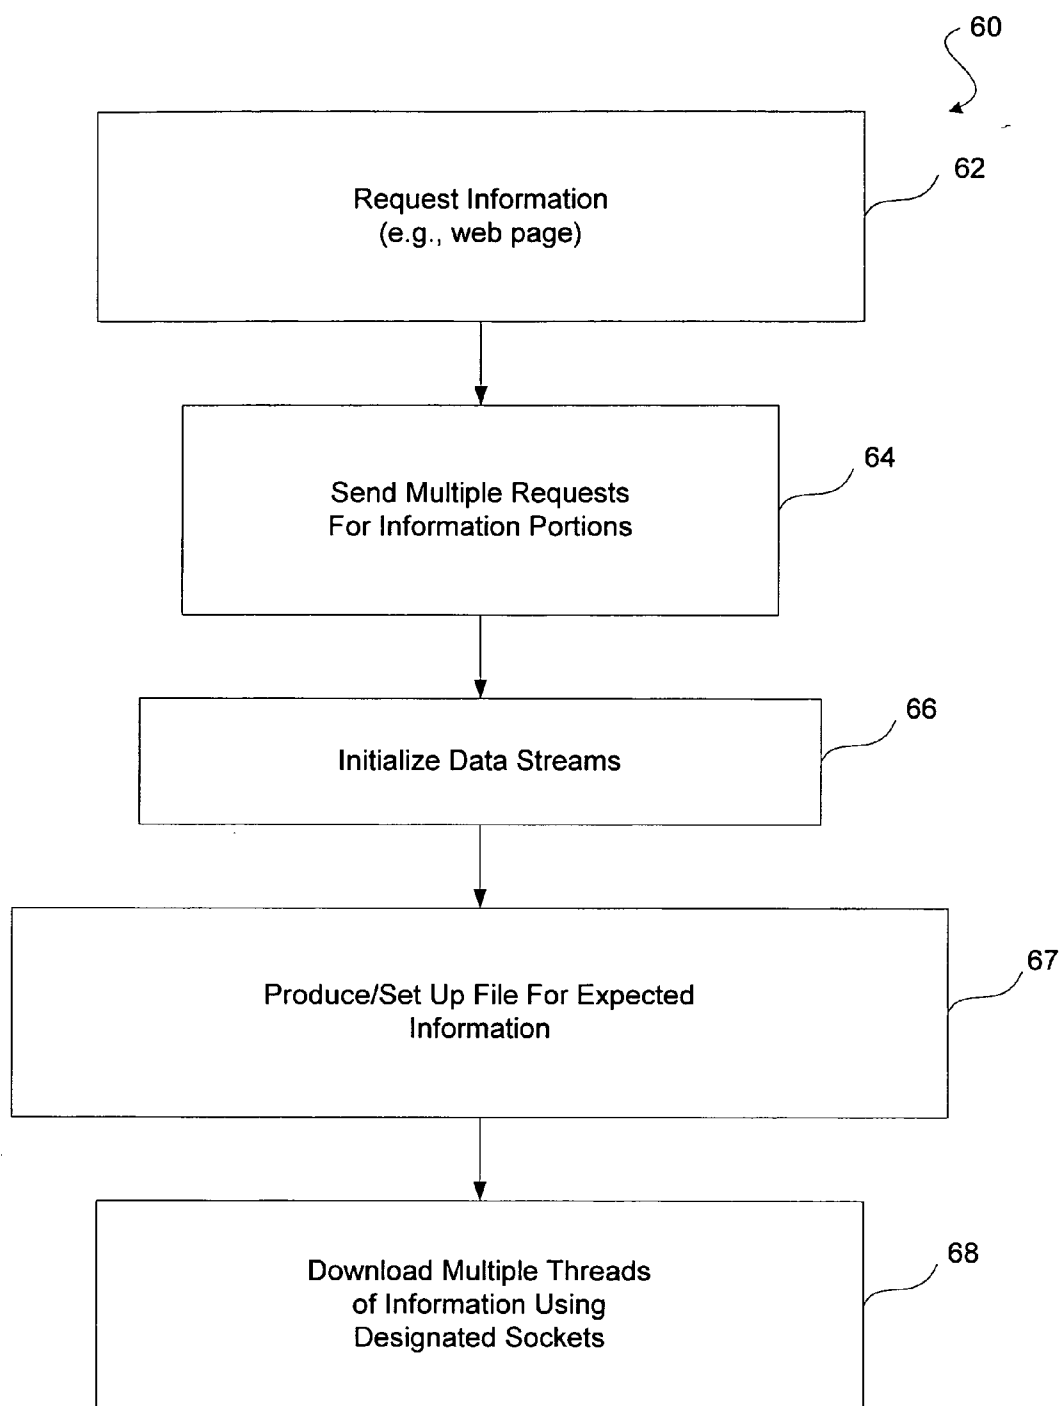 60
62
Request Information
(e.g., web page)
64
Send Multiple Requests
For Information Portions
66
Initialize Data Streams
67
Produce/Set Up File For Expected
Information
68
Download Multiple Threads
of Information Using
Designated Sockets